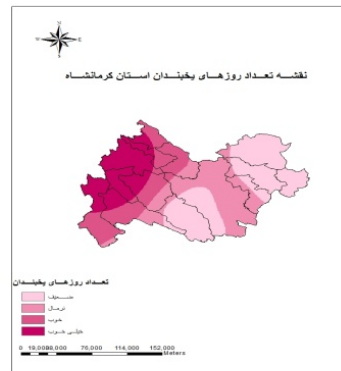 نقشه تعداد روزهای یخبندان استان کرمانشاه
تعداد روزهای یخبندان
ضعیف
نرمال
خوب
خیلی خوب
0 19,000 38,000 76,000 114,000 152,000
Meters